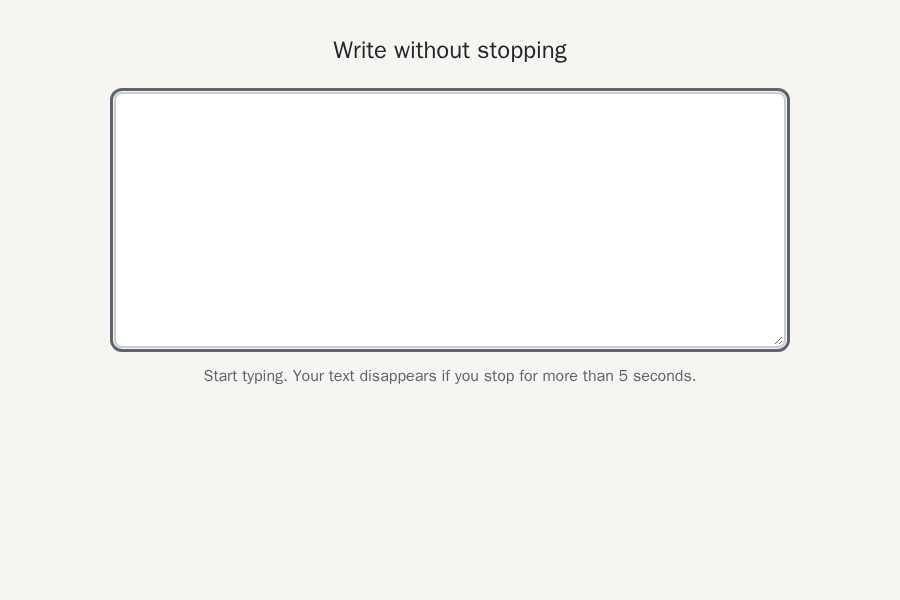 Write without stopping
Start typing. Your text disappears if you stop for more than 5 seconds.